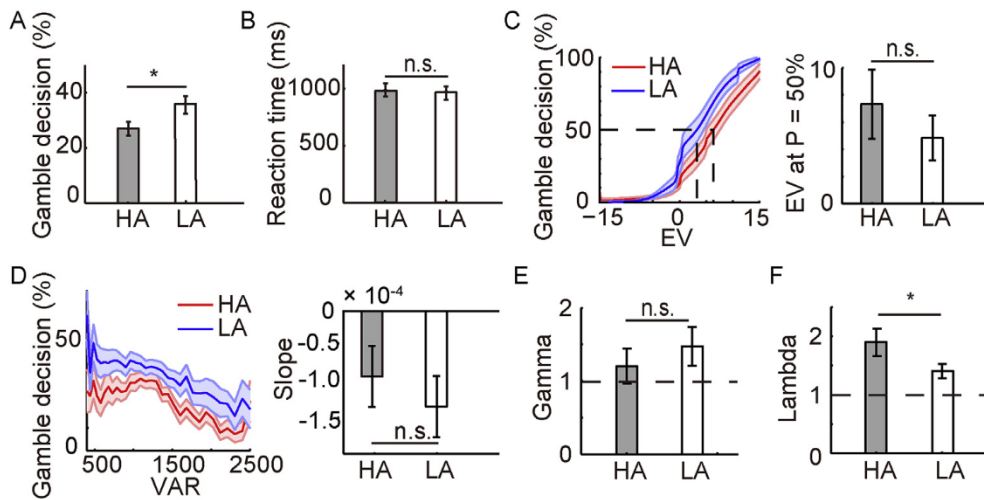 A
Gamble decision (%)
40
20
0
*
HA
LA
B
Reaction time (ms)
1000
500
0
n.s.
HA
LA
C
Gamble decision (%)
100
50
0
HA
LA
−15
0
15
EV
EV at P = 50%
10
0
n.s.
HA
LA
D
Gamble decision (%)
50
0
HA
LA
500
1500
2500
VAR
× 10-4
Slope
0
-0.5
-1.0
-1.5
n.s.
HA
LA
E
Gamma
2
1
0
n.s.
HA
LA
F
Lambda
2
1
0
*
HA
LA